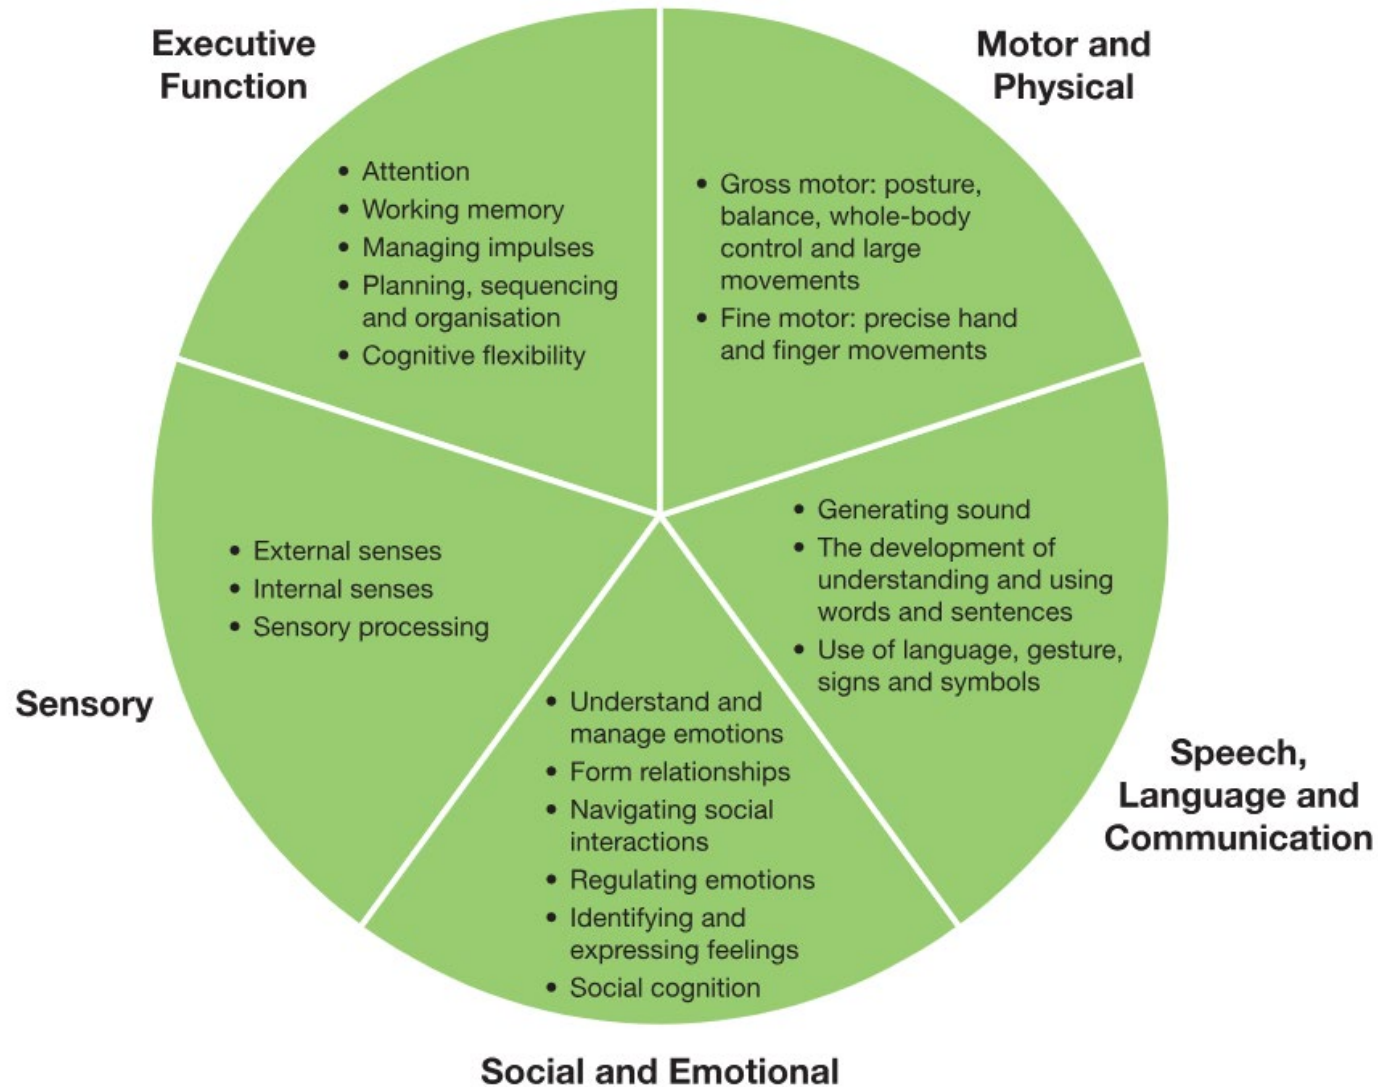 Executive
Function
• Attention
• Working memory
• Managing impulses
• Planning, sequencing
and organisation
• Cognitive flexibility
Motor and
Physical
• Gross motor: posture,
balance, whole-body
control and large
movements
• Fine motor: precise hand
and finger movements
• Generating sound
• The development of
understanding and using
words and sentences
• Use of language, gesture,
signs and symbols
Speech,
Language and
Communication
• Understand and
manage emotions
• Form relationships
• Navigating social
interactions
• Regulating emotions
• Identifying and
expressing feelings
• Social cognition
Social and Emotional
• External senses
• Internal senses
• Sensory processing
Sensory